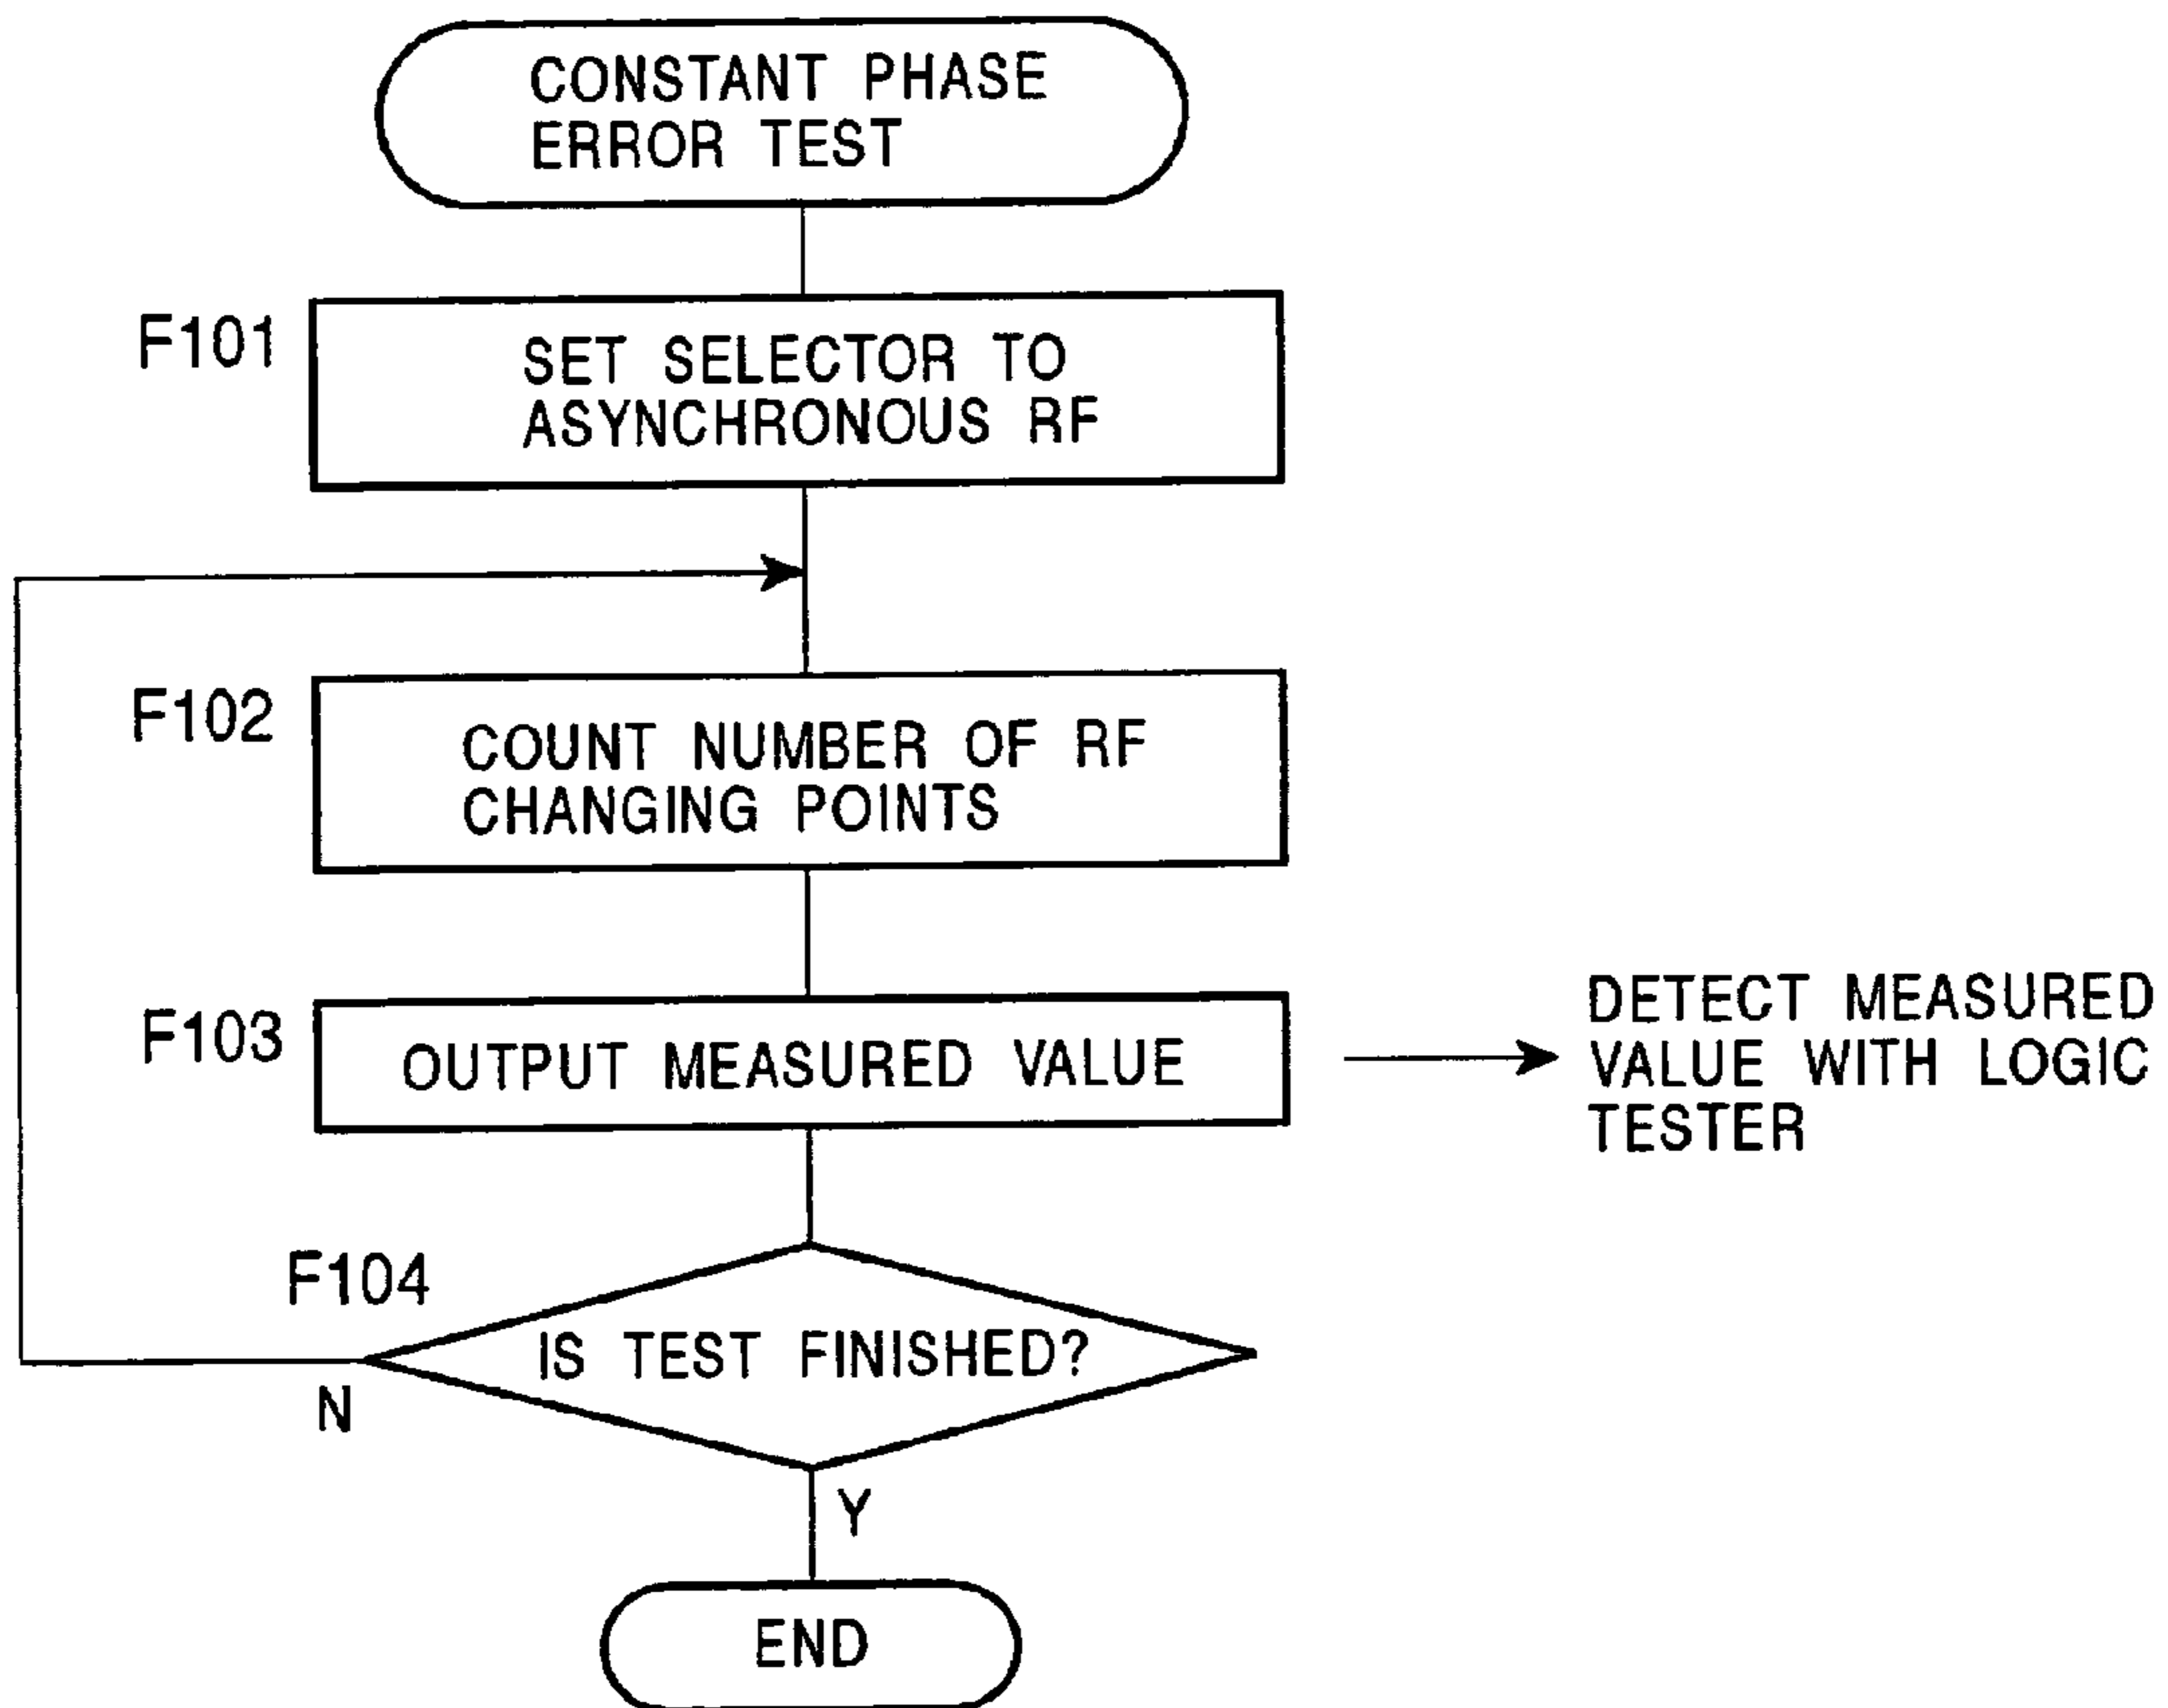 CONSTANT PHASE
ERROR TEST
F101
SET SELECTOR TO
ASYNCHRONOUS RF
F102
COUNT NUMBER OF RF
CHANGING POINTS
F103
OUTPUT MEASURED VALUE
DETECT MEASURED
VALUE WITH LOGIC
TESTER
F104
IS TEST FINISHED?
N
Y
END